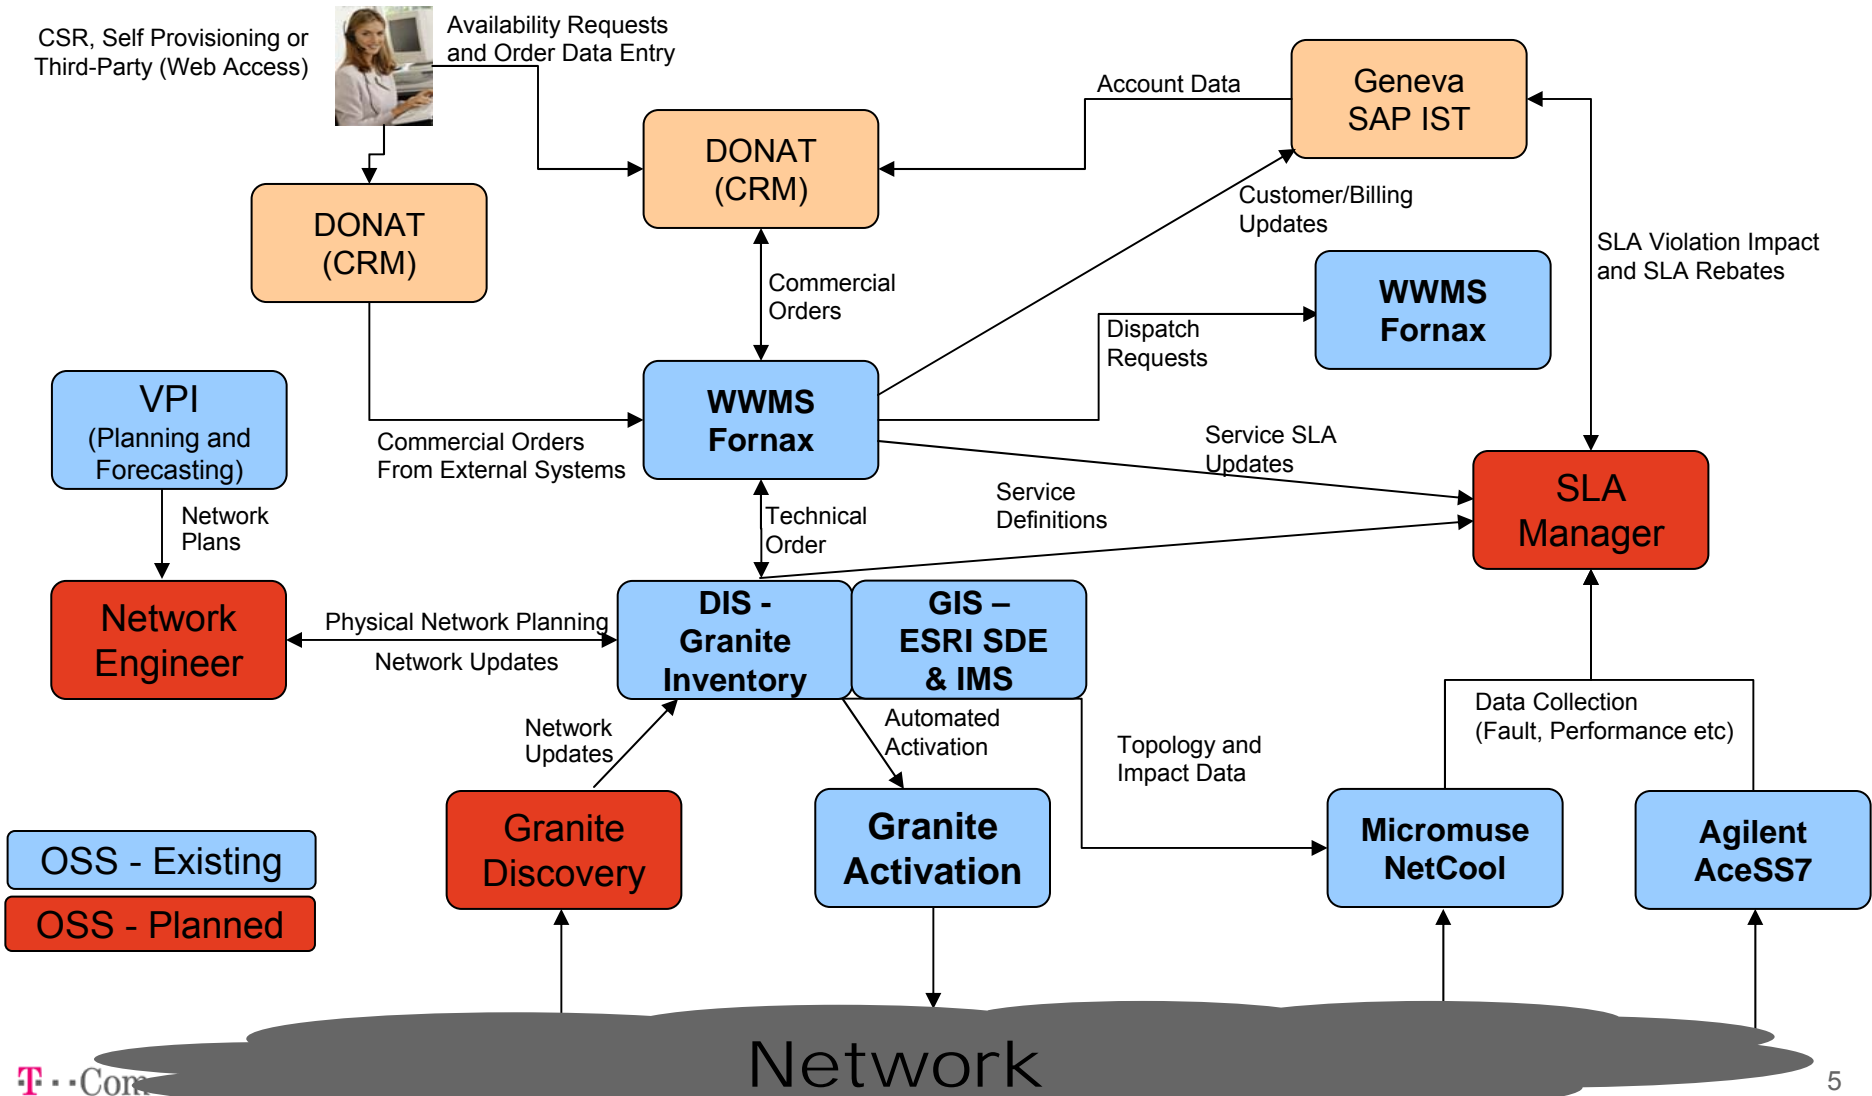 CSR, Self Provisioning or
Third-Party (Web Access)
Availability Requests
and Order Data Entry
Account Data
Geneva
SAP IST
DONAT
(CRM)
DONAT
(CRM)
Customer/Billing
Updates
SLA Violation Impact
and SLA Rebates
Commercial
Orders
WWMS
Fornax
Dispatch
Requests
VPI
(Planning and
Forecasting)
WWMS
Fornax
Commercial Orders
From External Systems
Service SLA
Updates
SLA
Manager
Network
Plans
Technical
Order
Service
Definitions
Network
Engineer
Physical Network Planning
Network Updates
DIS -
Granite
Inventory
GIS –
ESRI SDE
& IMS
Network
Updates
Automated
Activation
Topology and
Impact Data
Data Collection
(Fault, Performance etc)
Granite
Discovery
Granite
Activation
Micromuse
NetCool
Agilent
AceSS7
OSS - Existing
OSS - Planned
Network
T··Com
5